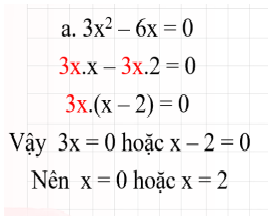 a. 3x² – 6x = 0
3x.x – 3x.2 = 0
3x.(x – 2) = 0
Vậy 3x = 0 hoặc x – 2 = 0
Nên x = 0 hoặc x = 2